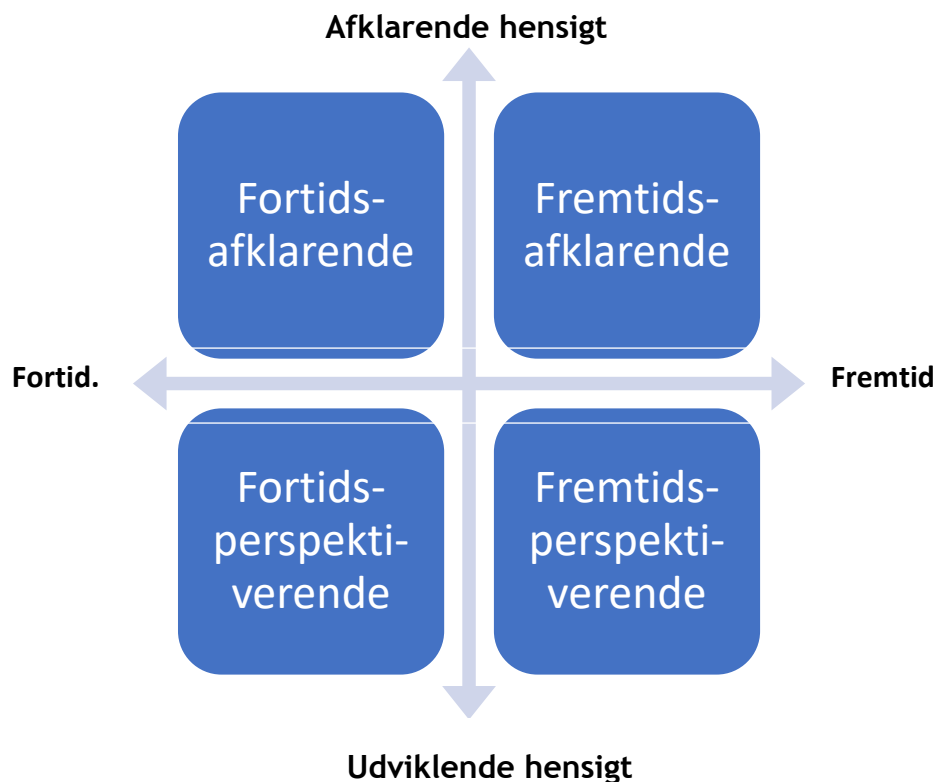 Afklarende hensigt
Fortids-
afklarende
Fremtids-
afklarende
Fortid.
Fremtid
Fortids-
perspekti-
verende
Fremtids-
perspekti-
verende
Udviklende hensigt